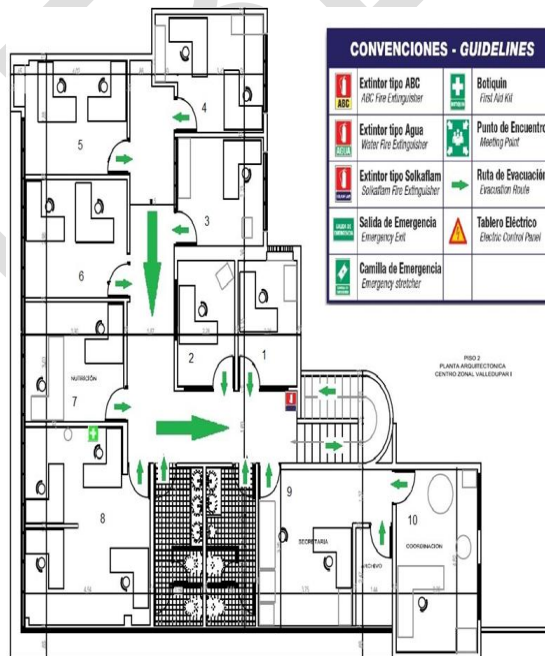 CONVENCIONES - GUIDELINES
ABC
Extintor tipo ABC
ABC Fire Extinguisher
Botiquin
First Aid Kit
AGUA
Extintor tipo Agua
Water Fire Extinguisher
Punto de Encuentro
Meeting Point
Extintor tipo Solkaflam
Solkaflam Fire Extinguisher
Ruta de Evacuación
Evacuation Route
Salida de Emergencia
Emergency Exit
Tablero Eléctrico
Electric Control Panel
Camilla de Emergencia
Emergency stretcher
4
5
3
6
2
1
PISO 2
PLANTA ARQUITECTONICA
CENTRO ZONAL VALLEDUPAR I
NUTRICIÓN
7
8
9
10
SECRETARIA
COORDINACION
ARCHIVO